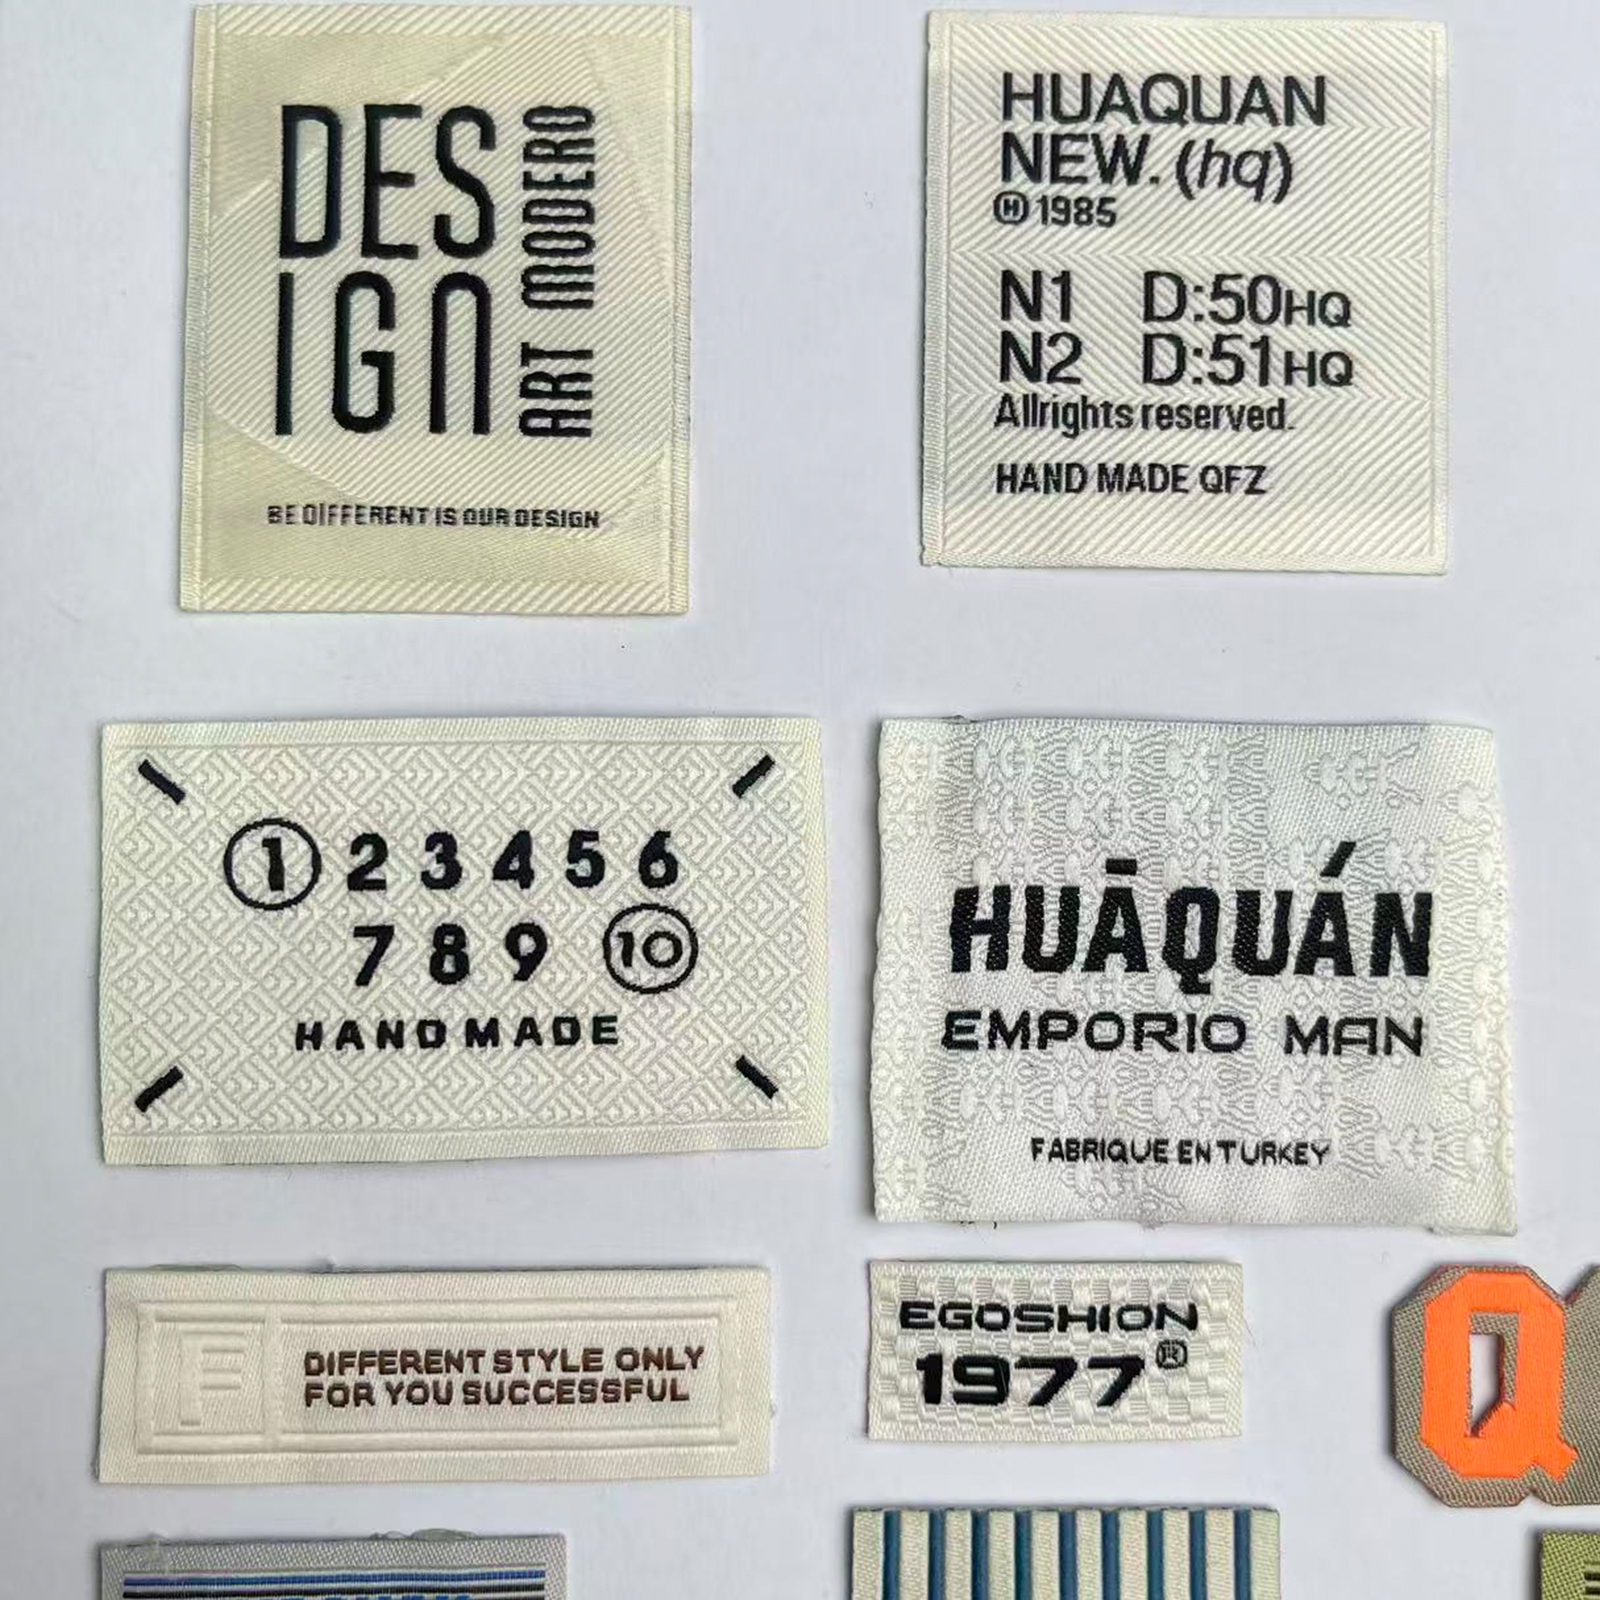 DES
IGN
ART MODERO
BE DIFFERENT IS OUR DESIGN
HUAQUAN
NEW. (hq)
Ⓗ 1985
N1 D:50HQ
N2 D:51HQ
Allrights reserved.
HAND MADE QFZ
① 2 3 4 5 6
7 8 9 ⑩
HANDMADE
HUĀQUÁN
EMPORIO MAN
FABRIQUE EN TURKEY
DIFFERENT STYLE ONLY
FOR YOU SUCCESSFUL
EGOSHION
1977®
Q